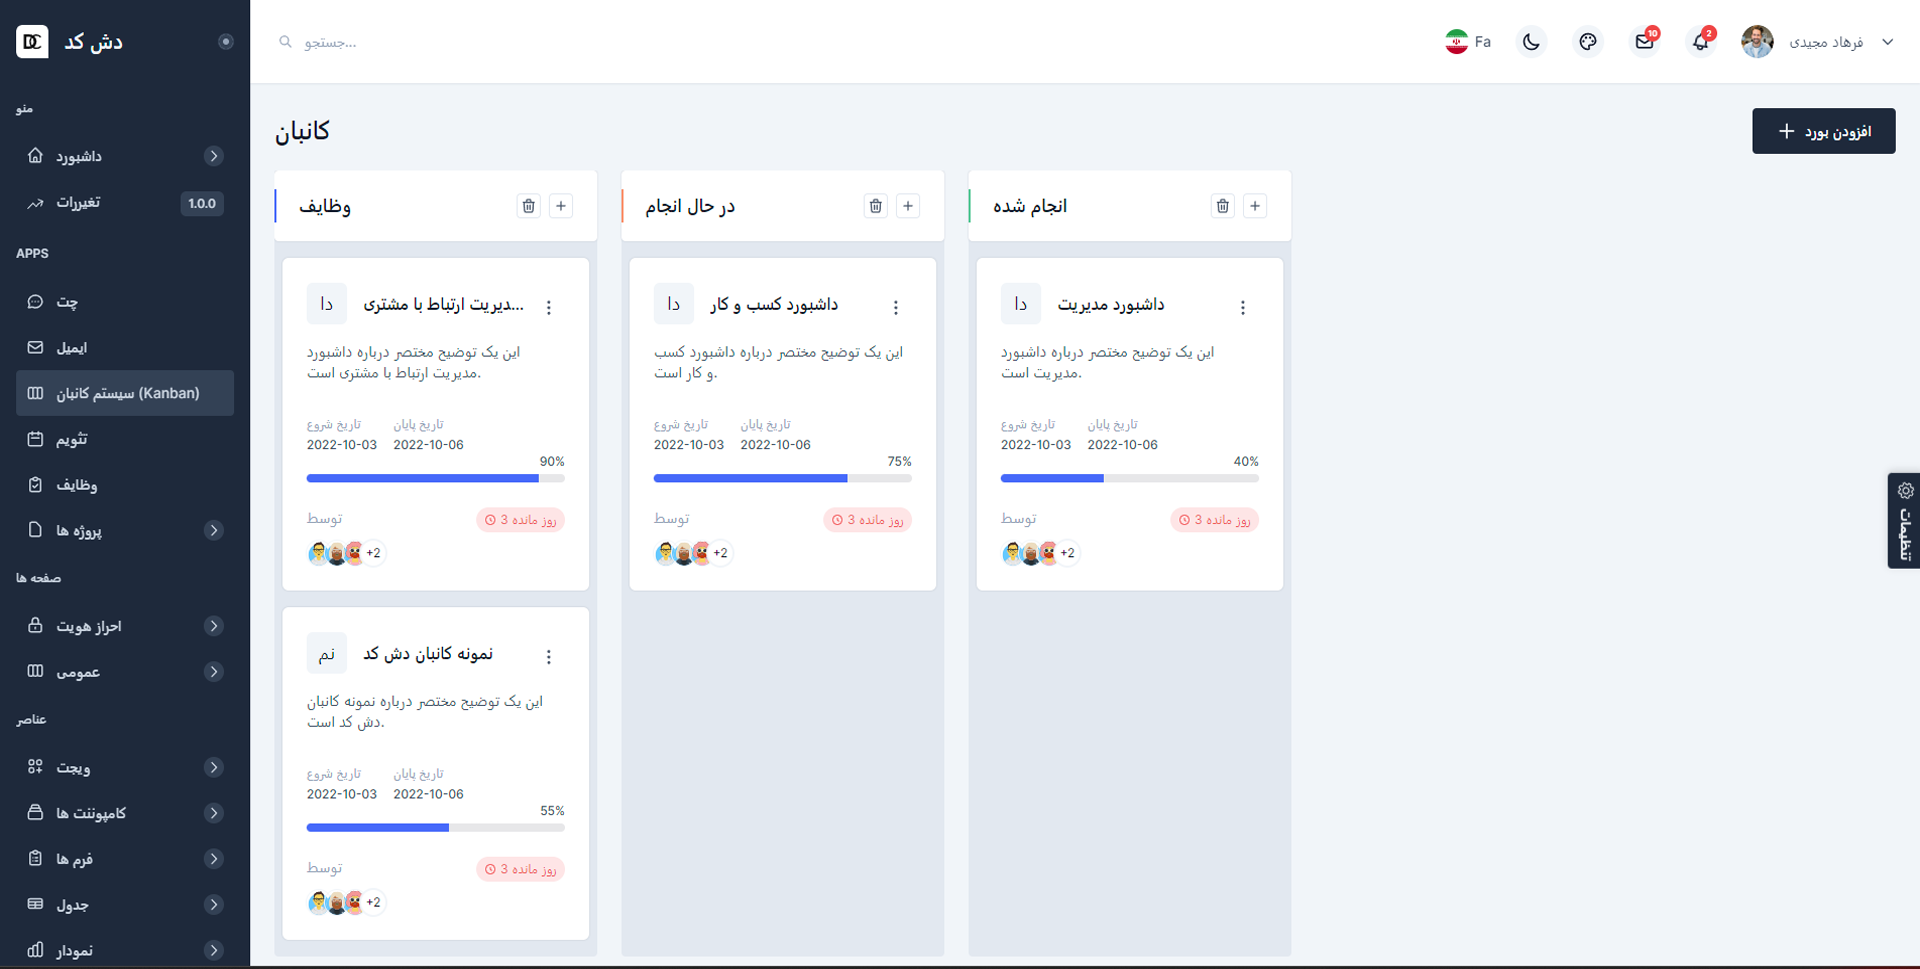 دش کد
منو
داشبورد
تغیررات
1.0.0
APPS
چت
ایمیل
سیستم کانبان (Kanban)
تئویم
وظایف
پروژه ها
صفحه ها
احراز هویت
عمومی
عناصر
ویجت
کامپوننت ها
فرم ها
جدول
نمودار
جستجو...
Fa
10
2
فرهاد مجیدی
کانبان
افزودن بورد
وظایف
دا
...دیریت ارتباط با مشتری
این یک توضیح مختصر درباره داشبورد
مدیریت ارتباط با مشتری است.
تاریخ شروع
تاریخ پایان
2022-10-03
2022-10-06
90%
توسط
3 روز مانده
+2
نم
نمونه کانبان دش کد
این یک توضیح مختصر درباره نمونه کانبان
دش کد است.
تاریخ شروع
تاریخ پایان
2022-10-03
2022-10-06
55%
توسط
3 روز مانده
+2
در حال انجام
دا
داشبورد کسب و کار
این یک توضیح مختصر درباره داشبورد کسب
و کار است.
تاریخ شروع
تاریخ پایان
2022-10-03
2022-10-06
75%
توسط
3 روز مانده
+2
انجام شده
دا
داشبورد مدیریت
این یک توضیح مختصر درباره داشبورد
مدیریت است.
تاریخ شروع
تاریخ پایان
2022-10-03
2022-10-06
40%
توسط
3 روز مانده
+2
تنظیمات